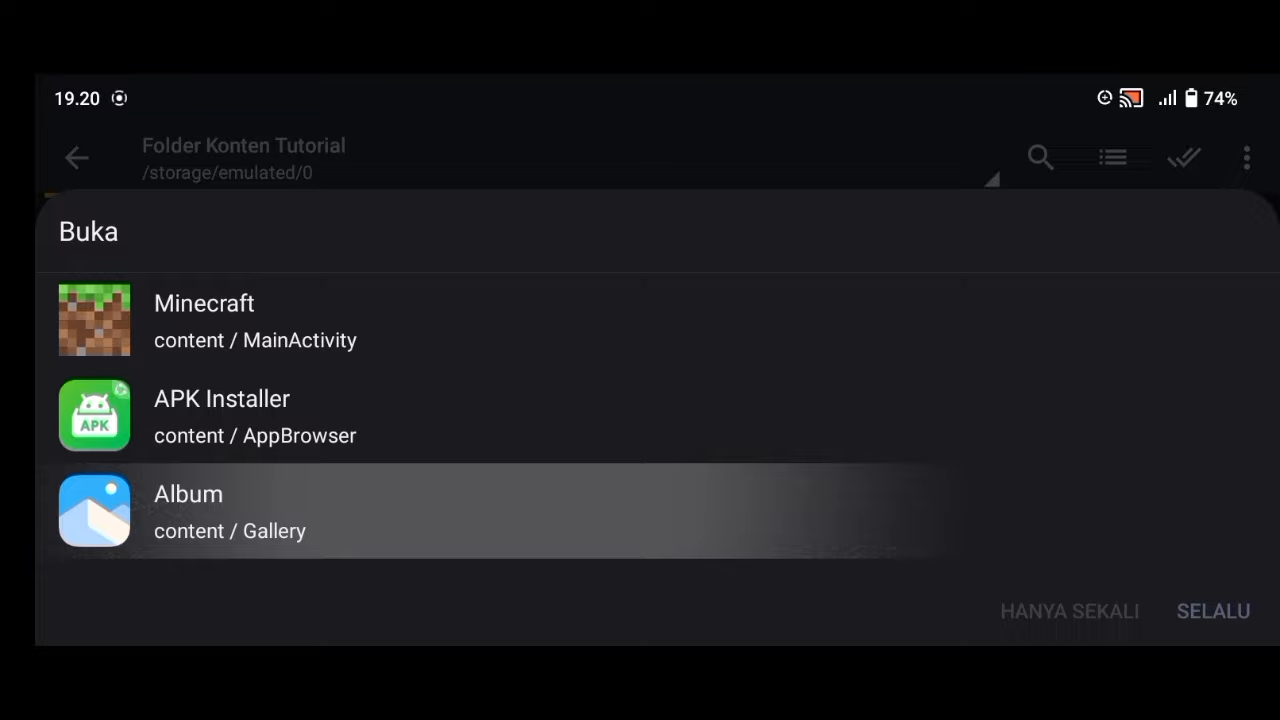 19.20
74%
Folder Konten Tutorial
/storage/emulated/0
Buka
Minecraft
content / MainActivity
APK Installer
APK
content / AppBrowser
Album
content / Gallery
HANYA SEKALI
SELALU